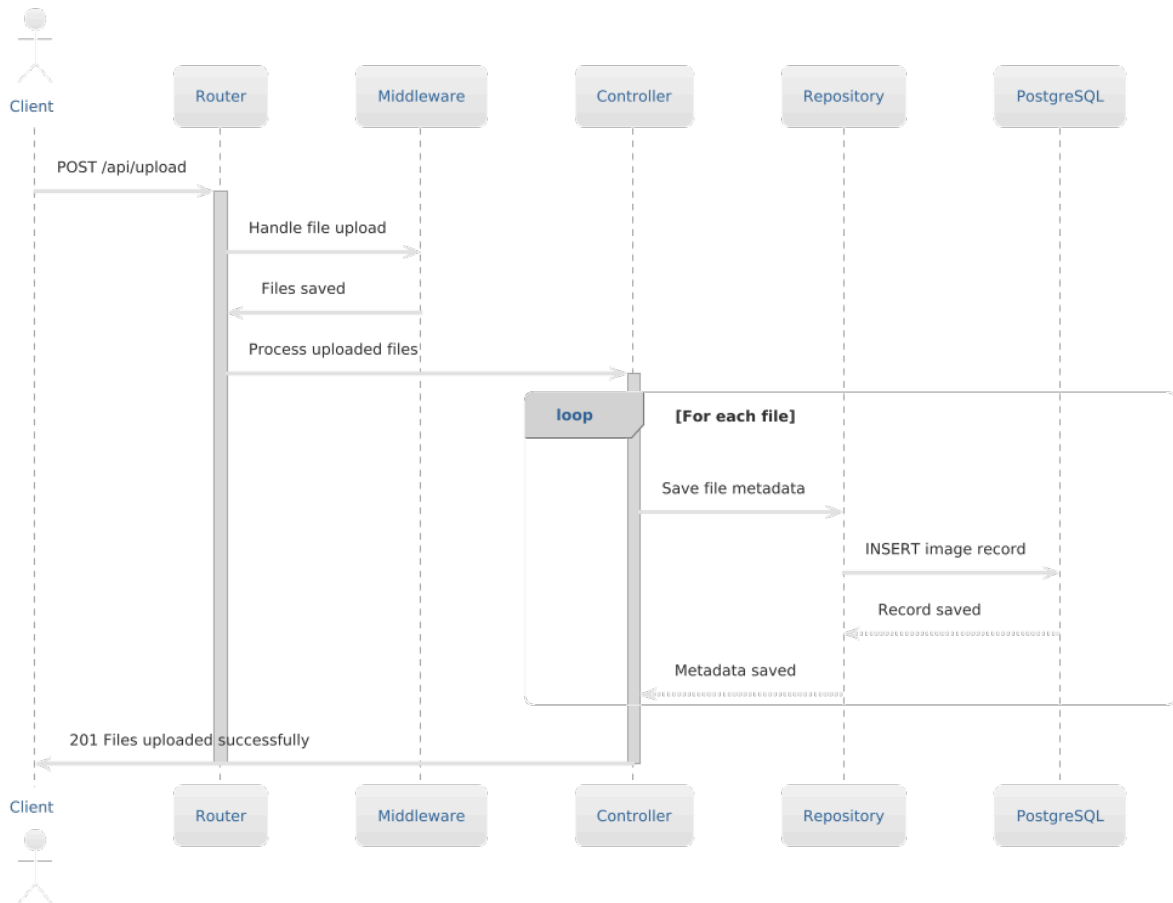 Client
Router
Middleware
Controller
Repository
PostgreSQL
POST /api/upload
Handle file upload
Files saved
Process uploaded files
loop
[For each file]
Save file metadata
INSERT image record
Record saved
Metadata saved
201 Files uploaded successfully
Client
Router
Middleware
Controller
Repository
PostgreSQL